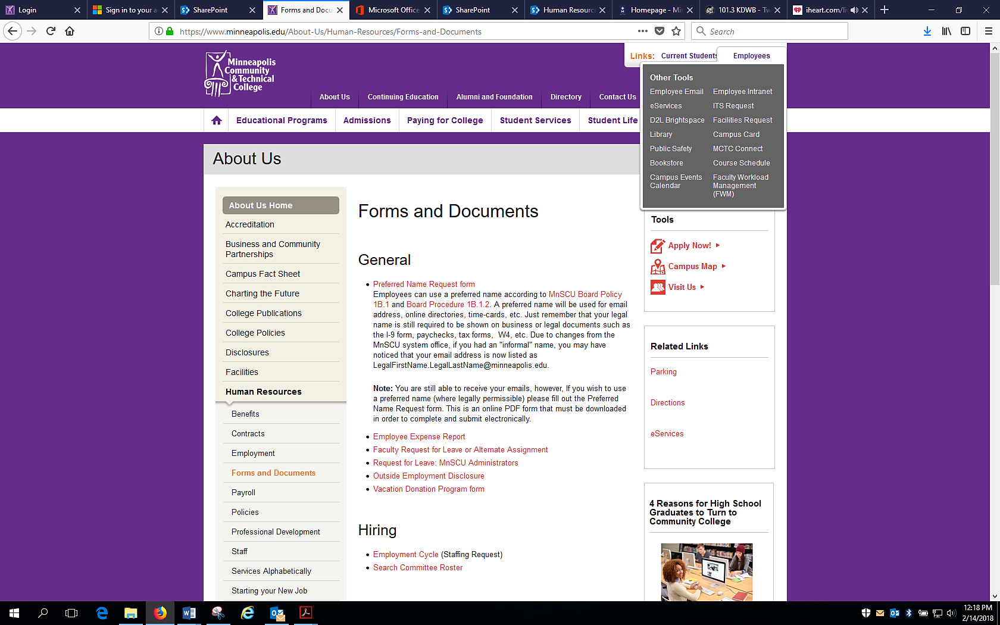 Login
Sign in to your a
SharePoint
Forms and Docu
Microsoft Office
SharePoint
Human Resource
Homepage - Mi
101.3 KDWB - Tw
iheart.com/li
https://www.minneapolis.edu/About-Us/Human-Resources/Forms-and-Documents
Search
Minneapolis
Community
& Technical
College
Links: Current Students Employees
About Us Continuing Education Alumni and Foundation Directory Contact Us
Educational Programs Admissions Paying for College Student Services Student Life
Other Tools
Employee Email Employee Intranet
eServices ITS Request
D2L Brightspace Facilities Request
Library Campus Card
Public Safety MCTC Connect
Bookstore Course Schedule
Campus Events Faculty Workload
Calendar Management
(FWM)
About Us
About Us Home
Accreditation
Business and Community
Partnerships
Campus Fact Sheet
Charting the Future
College Publications
College Policies
Disclosures
Facilities
Human Resources
Benefits
Contracts
Employment
Forms and Documents
Payroll
Policies
Professional Development
Staff
Services Alphabetically
Starting your New Job
Forms and Documents
General
• Preferred Name Request form
Employees can use a preferred name according to MnSCU Board Policy
1B.1 and Board Procedure 1B.1.2. A preferred name will be used for email
address, online directories, time-cards, etc. Just remember that your legal
name is still required to be shown on business or legal documents such as
the I-9 form, paychecks, tax forms,  W4, etc. Due to changes from the
MnSCU system office, if you had an "informal" name, you may have
noticed that your email address is now listed as
LegalFirstName.LegalLastName@minneapolis.edu.
Note: You are still able to receive your emails, however, If you wish to use
a preferred name (where legally permissible) please fill out the Preferred
Name Request form. This is an online PDF form that must be downloaded
in order to complete and submit electronically.
• Employee Expense Report
• Faculty Request for Leave or Alternate Assignment
• Request for Leave: MnSCU Administrators
• Outside Employment Disclosure
• Vacation Donation Program form
Hiring
• Employment Cycle (Staffing Request)
• Search Committee Roster
Tools
Apply Now!
Campus Map
Visit Us
Related Links
Parking
Directions
eServices
4 Reasons for High School
Graduates to Turn to
Community College
12:18 PM
2/14/2018